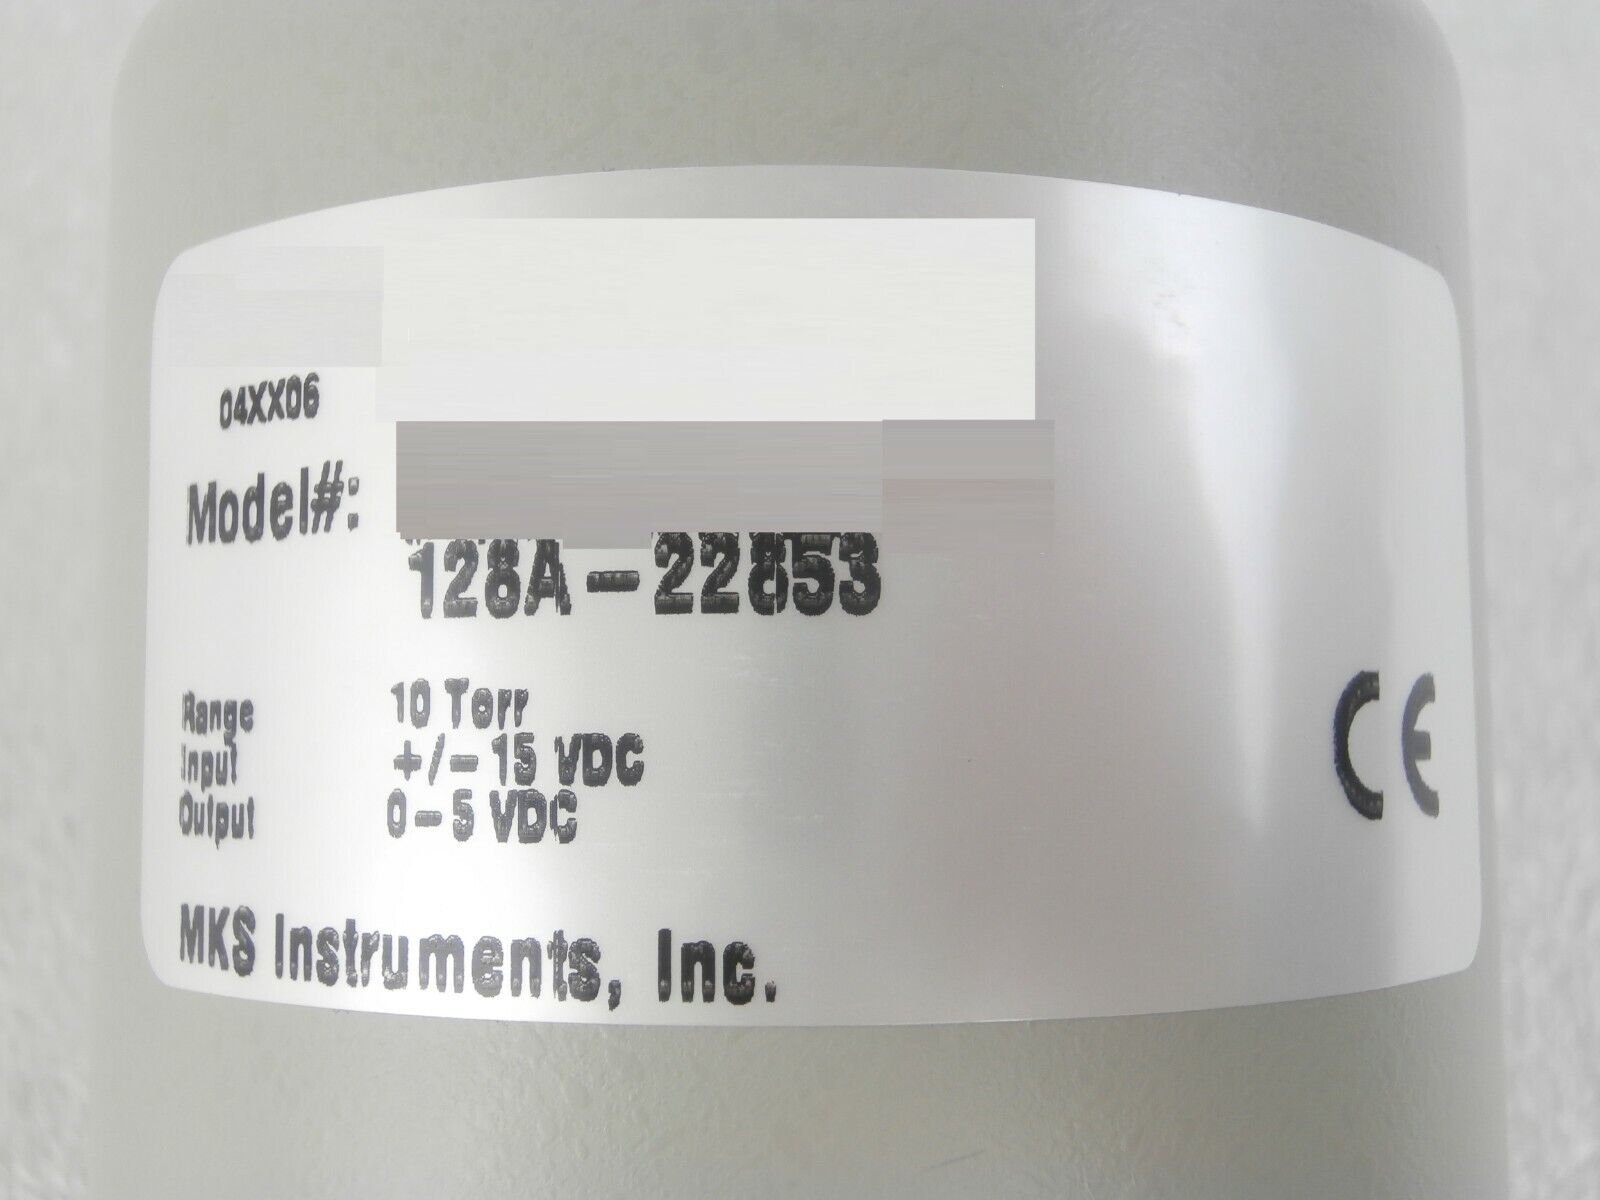 04XX06
Model#:
128A-22853
Range 10 Torr
Input +/-15 VDC
Output 0-5 VDC
MKS Instruments, Inc.
CE